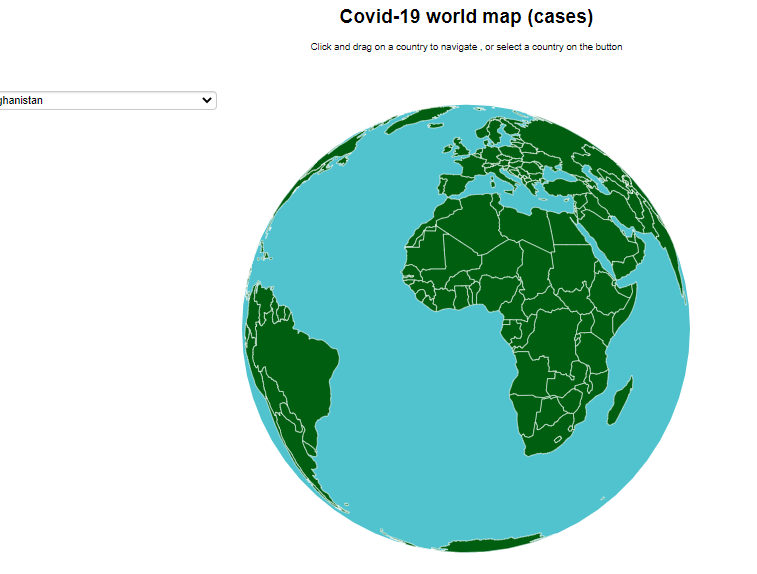 Covid-19 world map (cases)
Click and drag on a country to navigate , or select a country on the button
ghanistan